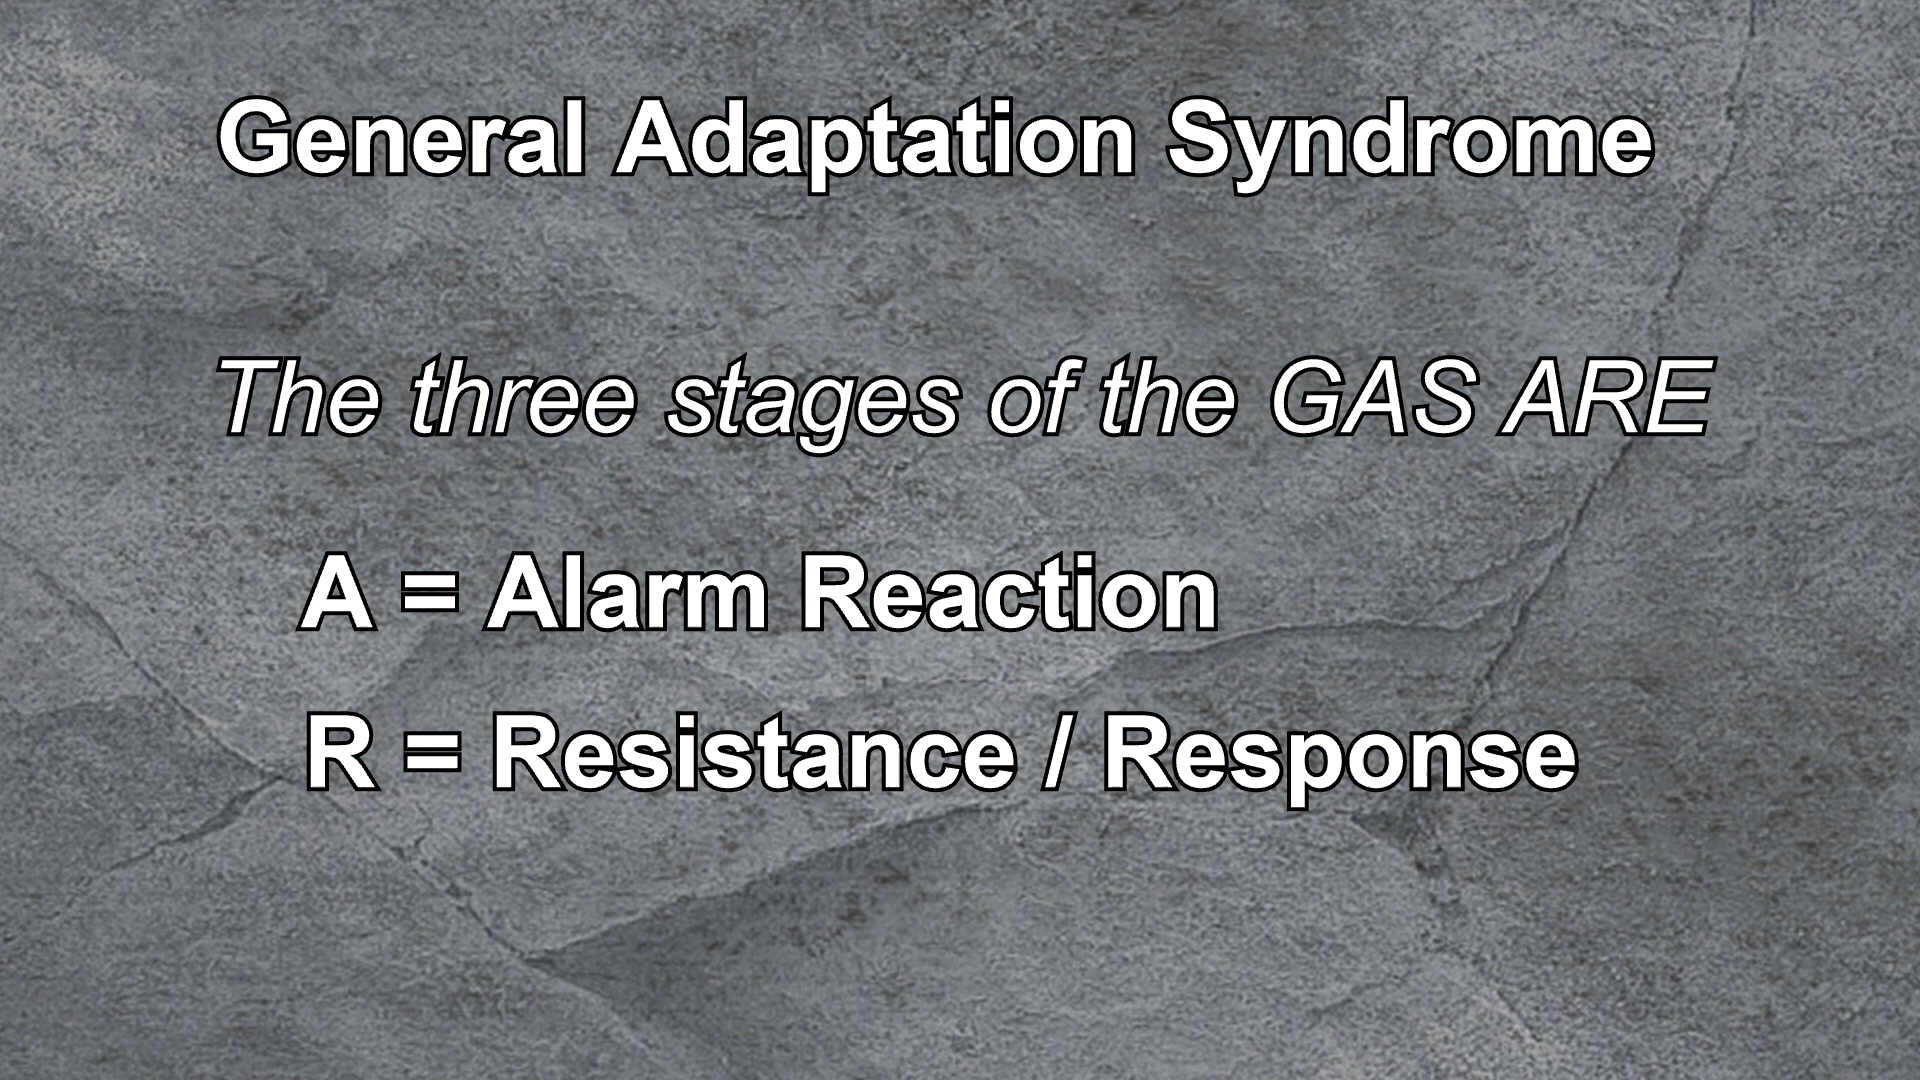 General Adaptation Syndrome
The three stages of the GAS ARE
A = Alarm Reaction
R = Resistance / Response